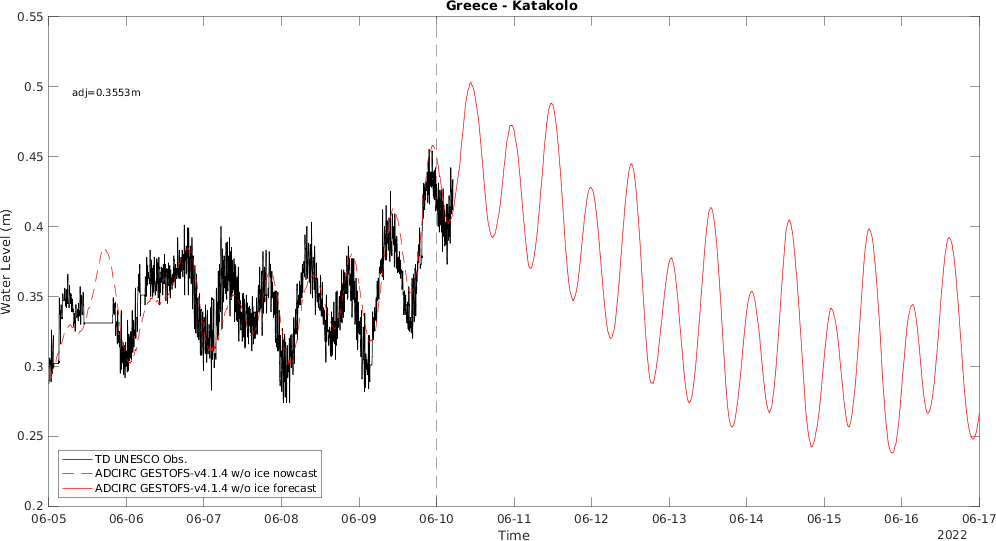 Greece - Katakolo
0.55
0.5
0.45
0.4
0.35
0.3
0.25
0.2
Water Level (m)
adj=0.3553m
TD UNESCO Obs.
ADCIRC GESTOFS-v4.1.4 w/o ice nowcast
ADCIRC GESTOFS-v4.1.4 w/o ice forecast
06-05 06-06 06-07 06-08 06-09 06-10 06-11 06-12 06-13 06-14 06-15 06-16 06-17
Time
2022